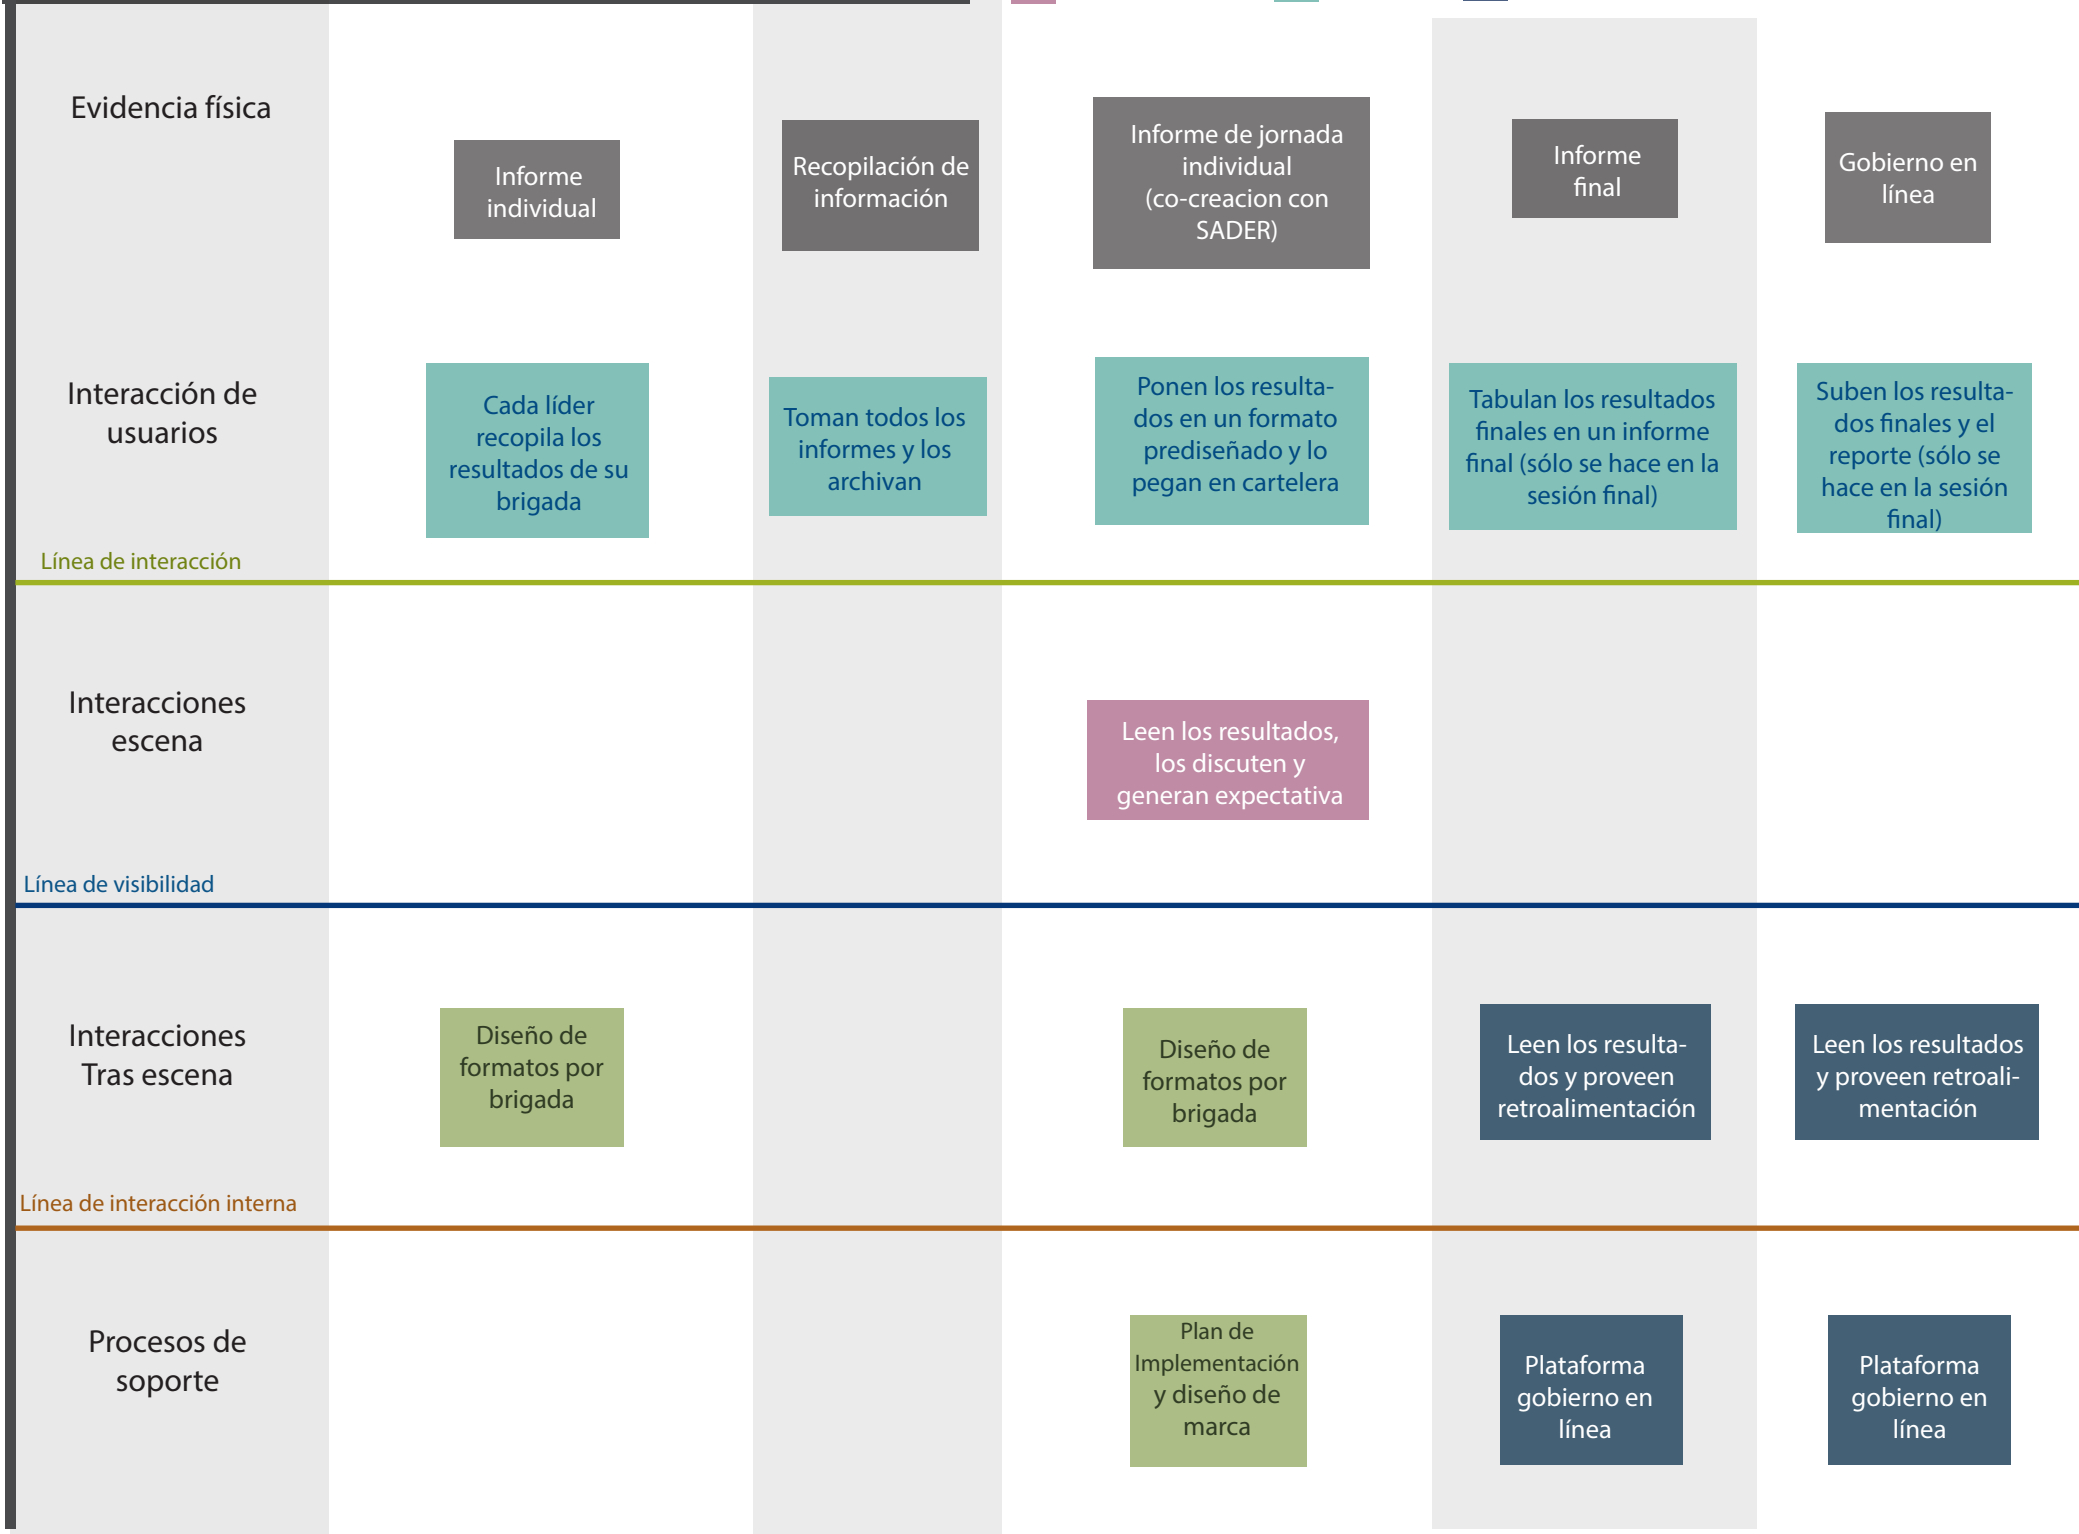 Evidencia física
Informe
individual
Recopilación de
información
Informe de jornada
individual
(co-creacion con
SADER)
Informe
final
Gobierno en
línea
Interacción de
usuarios
Cada líder
recopila los
resultados de su
brigada
Toman todos los
informes y los
archivan
Ponen los resulta-
dos en un formato
prediseñado y lo
pegan en cartelera
Tabulan los resultados
finales en un informe
final (sólo se hace en la
sesión final)
Suben los resulta-
dos finales y el
reporte (sólo se
hace en la sesión
final)
Línea de interacción
Interacciones
escena
Leen los resultados,
los discuten y
generan expectativa
Línea de visibilidad
Interacciones
Tras escena
Diseño de
formatos por
brigada
Diseño de
formatos por
brigada
Leen los resulta-
dos y proveen
retroalimentación
Leen los resultados
y proveen retroali-
mentación
Línea de interacción interna
Procesos de
soporte
Plan de
Implementación
y diseño de
marca
Plataforma
gobierno en
línea
Plataforma
gobierno en
línea